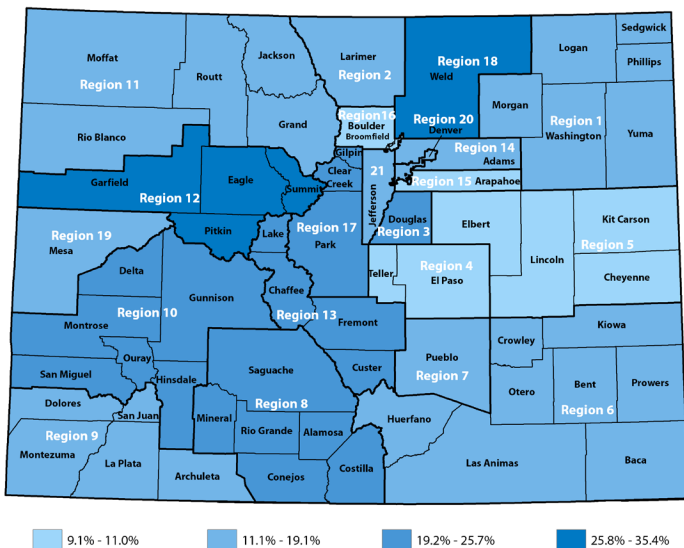 Moffat
Region 11
Jackson
Routt
Larimer
Region 2
Region 18
Weld
Logan
Sedgwick
Phillips
Rio Blanco
Grand
Region16
Boulder
Broomfield
Region 20
Denver
Morgan
Region 1
Washington
Yuma
Garfield
Region 12
Eagle
Summit
Gilpin
Clear
Creek
21
Jefferson
Region 14
Adams
Region 15
Arapahoe
Region 19
Mesa
Pitkin
Lake
Region 17
Park
Douglas
Region 3
Elbert
Kit Carson
Region 5
Delta
Gunnison
Chaffee
Teller
Region 4
El Paso
Lincoln
Cheyenne
Region 10
Montrose
Region 13
Fremont
Kiowa
Ouray
San Miguel
Hinsdale
Saguache
Custer
Pueblo
Region 7
Crowley
Otero
Bent
Region 6
Prowers
Dolores
San Juan
Mineral
Region 8
Rio Grande
Alamosa
Huerfano
Region 9
Montezuma
La Plata
Archuleta
Conejos
Costilla
Las Animas
Baca
9.1% - 11.0%
11.1% - 19.1%
19.2% - 25.7%
25.8% - 35.4%